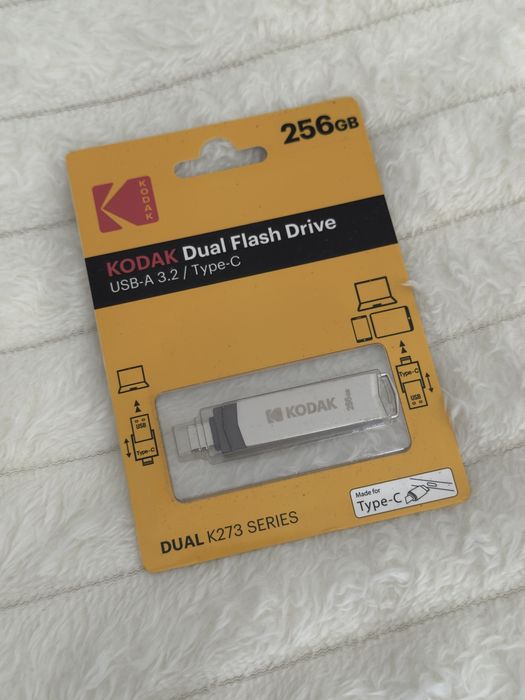 256GB
KODAK
KODAK Dual Flash Drive
USB-A 3.2 / Type-C
Type-C
USB
USB
Type-C
KODAK 256GB
Made for
Type-C
DUAL K273 SERIES